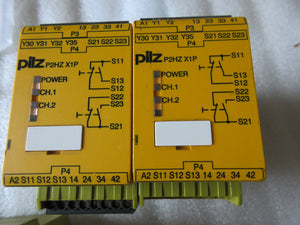 A1 Y1 Y2 13 23 33 41
P3
Y30 Y31 Y32 Y35 S21 S22 S23
pilz P2HZ X1P
POWER
CH.1
CH.2
S11
S13
S12
S22
S23
S21
P4
A2 S11 S12 S13 14 24 34 42
A1 Y1 Y2 13 23 33 41
P3
Y30 Y31 Y32 Y35 S21 S22 S23
pilz P2HZ X1P
POWER
CH.1
CH.2
S11
S13
S12
S22
S23
S21
P4
A2 S11 S12 S13 14 24 34 42